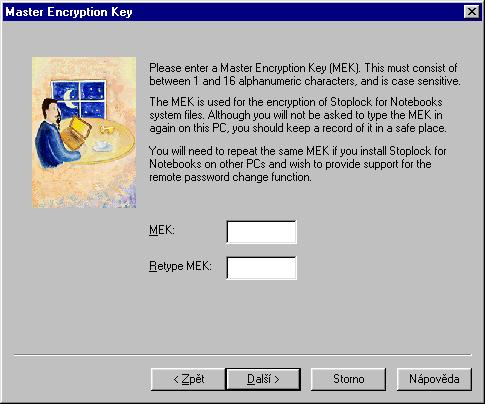 Master Encryption Key
Please enter a Master Encryption Key (MEK). This must consist of
between 1 and 16 alphanumeric characters, and is case sensitive.
The MEK is used for the encryption of Stoplock for Notebooks
system files. Although you will not be asked to type the MEK in
again on this PC, you should keep a record of it in a safe place.
You will need to repeat the same MEK if you install Stoplock for
Notebooks on other PCs and wish to provide support for the
remote password change function.
MEK:
Retype MEK:
< Zpět
Další >
Storno
Nápověda